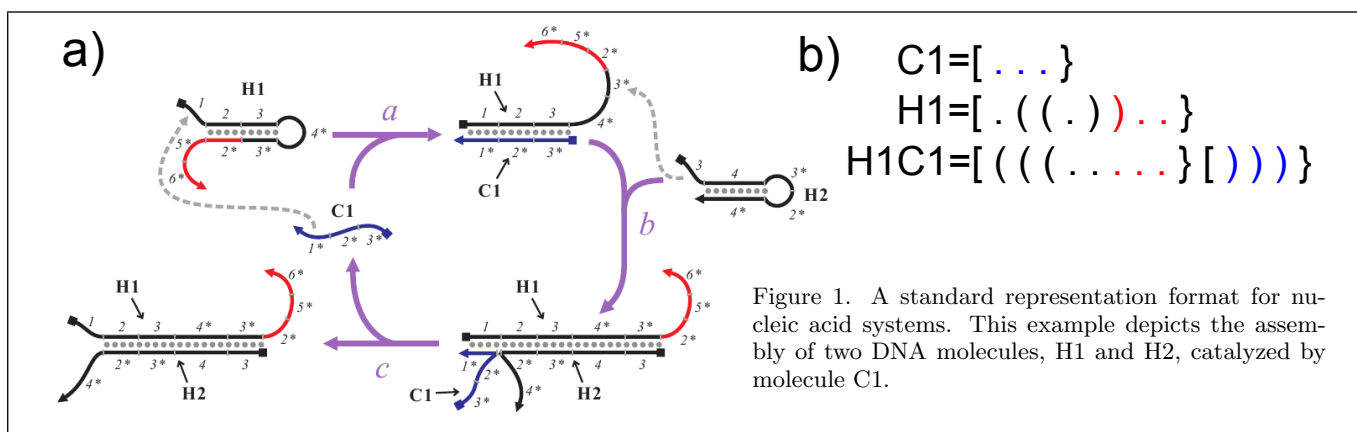 a)
H1
1 2 3
4*
5* 2* 3*
6*
a
6* 5* 2*
3*
H1
1 2 3
4*
1* 2* 3*
C1
C1
1* 2* 3*
b
3 4 3*
H2
4* 2*
H1
1 2 3 4* 3*
6*
5*
2*
2* 3* 4 3
4*
H2
c
H1
1 2 3 4* 3*
6*
5*
2*
1* 2* 2* 3* 4 3
C1 3* 4* H2
b)
C1=[ . . . }
H1=[ . ( ( . ) ) . . }
H1C1=[ ( ( ( . . . . . } [ ) ) ) }
Figure 1. A standard representation format for nu-
cleic acid systems. This example depicts the assem-
bly of two DNA molecules, H1 and H2, catalyzed by
molecule C1.